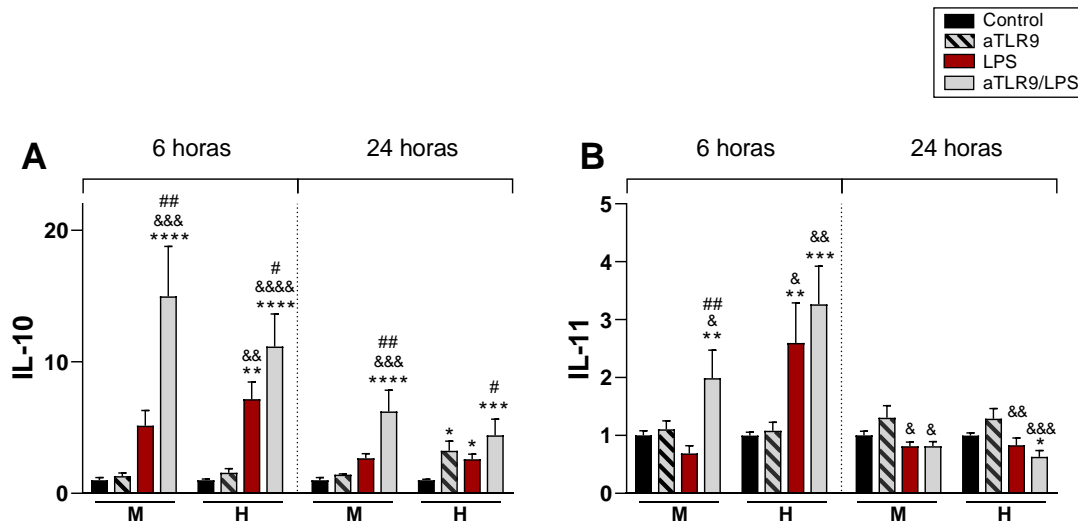 Control
aTLR9
LPS
aTLR9/LPS
A
6 horas
24 horas
IL-10
20
10
0
##
&&&
****
&&
**
#
&&&&
****
##
&&&
****
*
*
#
***
M
H
M
H
B
6 horas
24 horas
IL-11
5
4
3
2
1
0
##
&
**
&
**
&&
***
&
&
&&
&&&
*
M
H
M
H